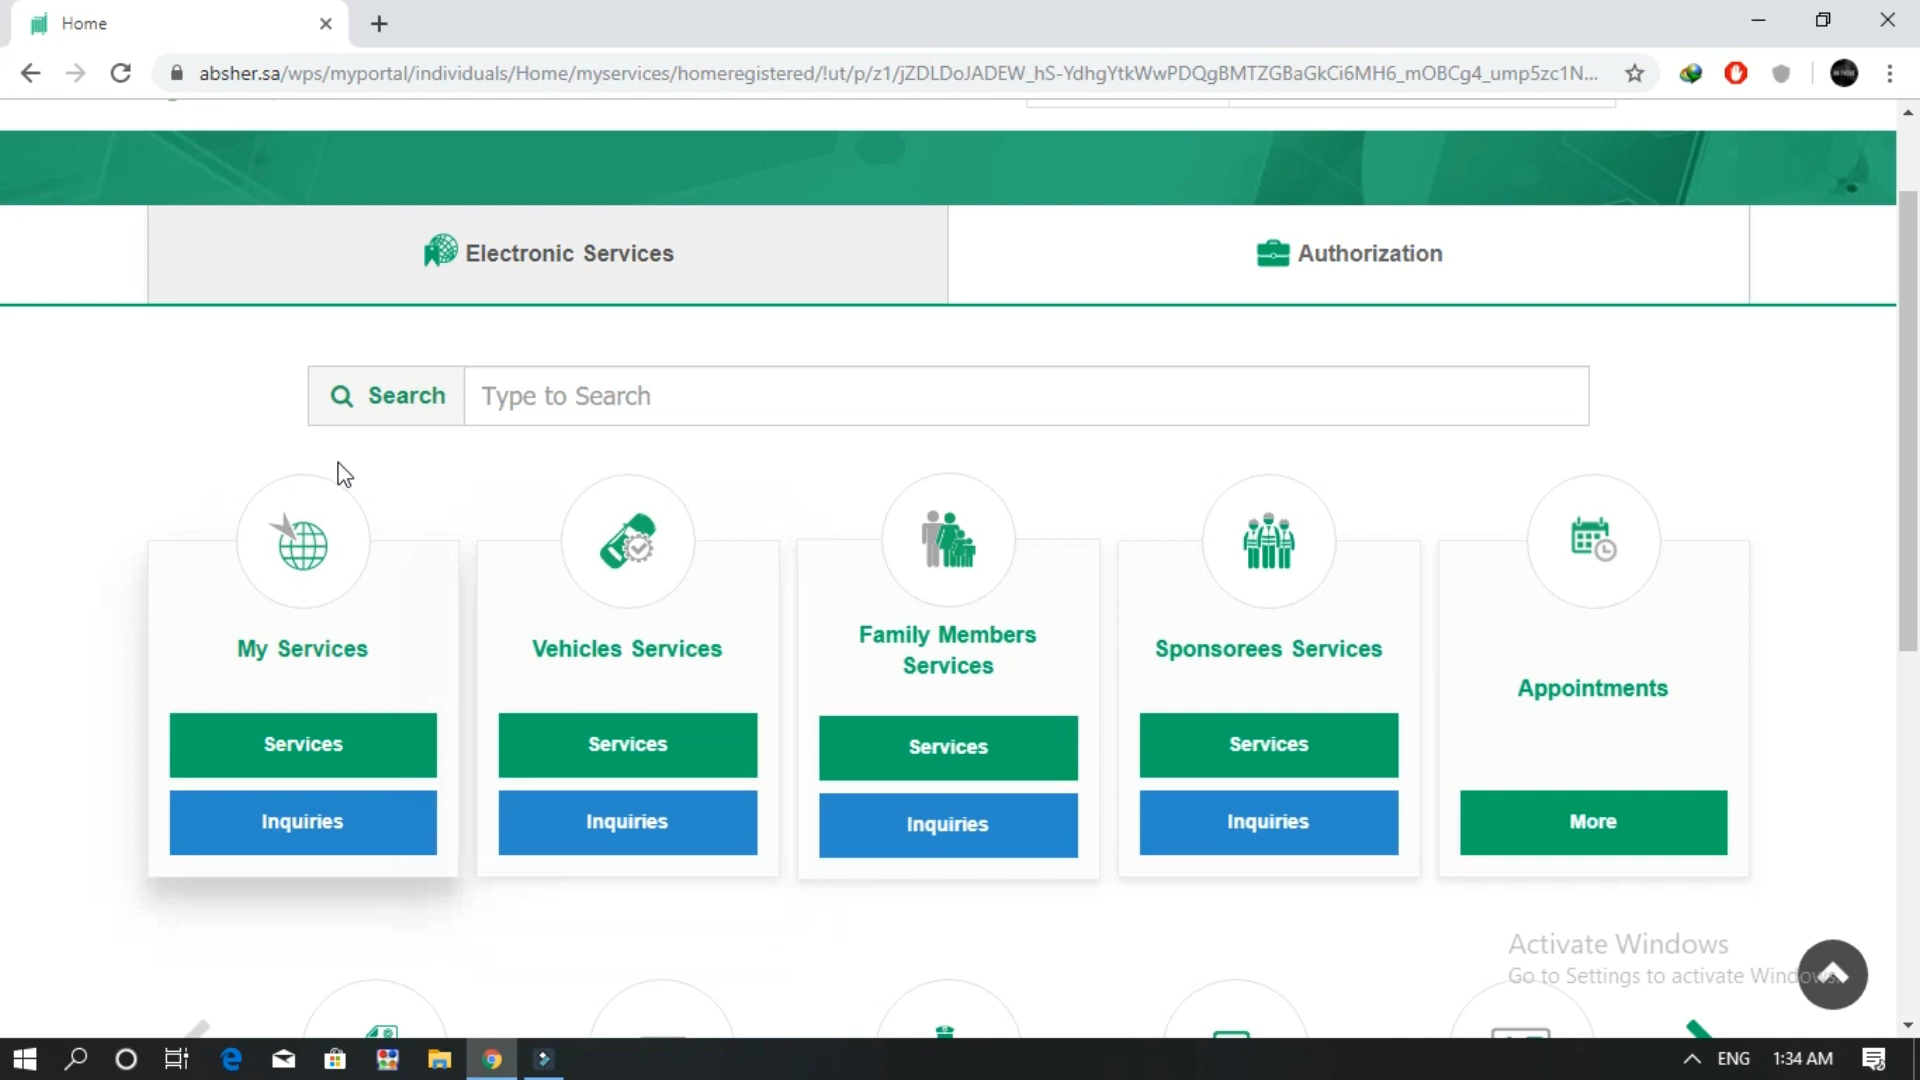 Home
absher.sa/wps/myportal/individuals/Home/myservices/homeregistered/!ut/p/z1/jZDLDoJADEW_hS-YdhgYtkWwPDQgBMTZGBaGkCi6MH6_mOBCg4_ump5zc1N...
Electronic Services
Authorization
Search
Type to Search
My Services
Vehicles Services
Family Members
Services
Sponsorees Services
Appointments
Services
Services
Services
Services
Inquiries
Inquiries
Inquiries
Inquiries
More
Activate Windows
Go to Settings to activate Windows.
ENG
1:34 AM